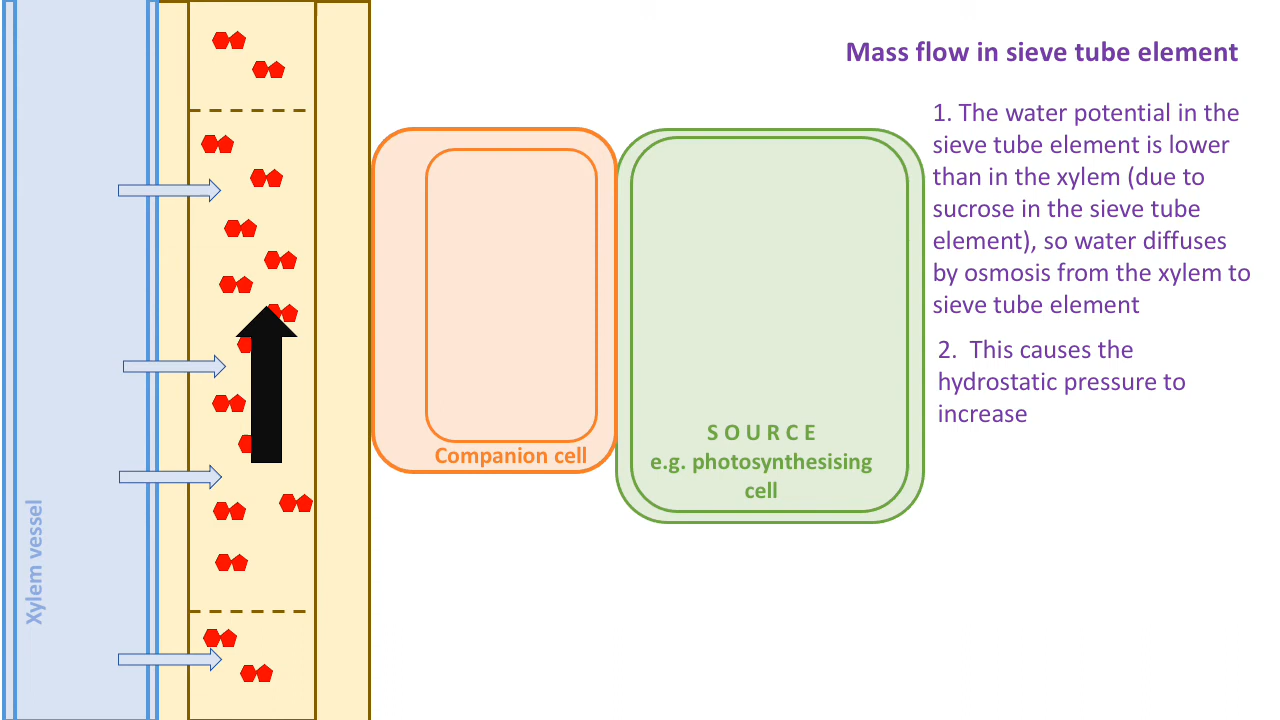 Mass flow in sieve tube element
1. The water potential in the
sieve tube element is lower
than in the xylem (due to
sucrose in the sieve tube
element), so water diffuses
by osmosis from the xylem to
sieve tube element
2.  This causes the
hydrostatic pressure to
increase
Companion cell
S O U R C E
e.g. photosynthesising
cell
Xylem vessel